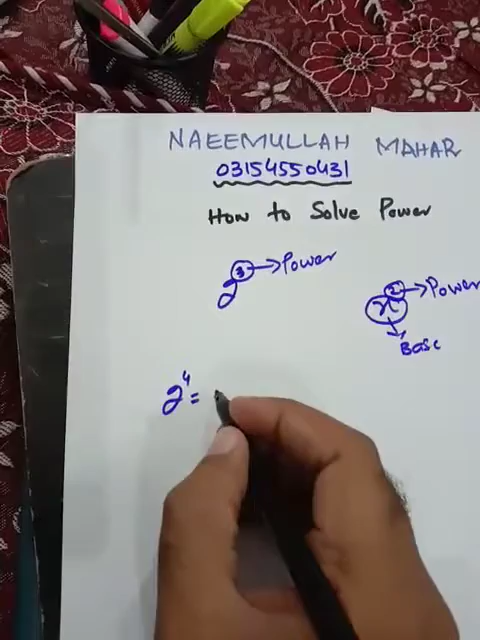 NAEEMULLAH MAHAR
03154550431
How to Solve Power
2³ → Power
x² → Power
Base
2⁴ =